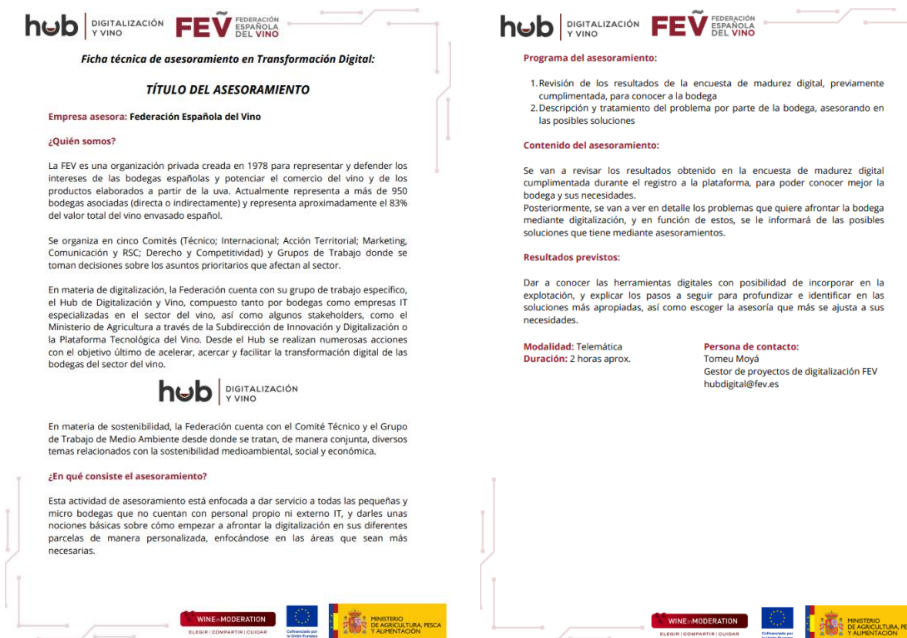 hub DIGITALIZACIÓN
Y VINO
FEV FEDERACIÓN
ESPAÑOLA
DEL VINO
Ficha técnica de asesoramiento en Transformación Digital:
TÍTULO DEL ASESORAMIENTO
Empresa asesora: Federación Española del Vino
¿Quién somos?
La FEV es una organización privada creada en 1978 para representar y defender los
intereses de las bodegas españolas y potenciar el comercio del vino y de los
productos elaborados a partir de la uva. Actualmente representa a más de 950
bodegas asociadas (directa o indirectamente) y representa aproximadamente el 83%
del valor total del vino envasado español.
Se organiza en cinco Comités (Técnico; Internacional; Acción Territorial; Marketing,
Comunicación y RSC; Derecho y Competitividad) y Grupos de Trabajo donde se
toman decisiones sobre los asuntos prioritarios que afectan al sector.
En materia de digitalización, la Federación cuenta con su grupo de trabajo específico,
el Hub de Digitalización y Vino, compuesto tanto por bodegas como empresas IT
especializadas en el sector del vino, así como algunos stakeholders, como el
Ministerio de Agricultura a través de la Subdirección de Innovación y Digitalización o
la Plataforma Tecnológica del Vino. Desde el Hub se realizan numerosas acciones
con el objetivo último de acelerar, acercar y facilitar la transformación digital de las
bodegas del sector del vino.
hub DIGITALIZACIÓN
Y VINO
En materia de sostenibilidad, la Federación cuenta con el Comité Técnico y el Grupo
de Trabajo de Medio Ambiente desde donde se tratan, de manera conjunta, diversos
temas relacionados con la sostenibilidad medioambiental, social y económica.
¿En qué consiste el asesoramiento?
Esta actividad de asesoramiento está enfocada a dar servicio a todas las pequeñas y
micro bodegas que no cuentan con personal propio ni externo IT, y darles unas
nociones básicas sobre cómo empezar a afrontar la digitalización en sus diferentes
parcelas de manera personalizada, enfocándose en las áreas que sean más
necesarias.
WINE in MODERATION
ELEGIR | COMPARTIR | CUIDAR
Cofinanciado por
la Unión Europea
MINISTERIO
DE AGRICULTURA, PESCA
Y ALIMENTACIÓN
hub DIGITALIZACIÓN
Y VINO
FEV FEDERACIÓN
ESPAÑOLA
DEL VINO
Programa del asesoramiento:
1. Revisión de los resultados de la encuesta de madurez digital, previamente
cumplimentada, para conocer a la bodega
2. Descripción y tratamiento del problema por parte de la bodega, asesorando en
las posibles soluciones
Contenido del asesoramiento:
Se van a revisar los resultados obtenido en la encuesta de madurez digital
cumplimentada durante el registro a la plataforma, para poder conocer mejor la
bodega y sus necesidades.
Posteriormente, se van a ver en detalle los problemas que quiere afrontar la bodega
mediante digitalización, y en función de estos, se le informará de las posibles
soluciones que tiene mediante asesoramientos.
Resultados previstos:
Dar a conocer las herramientas digitales con posibilidad de incorporar en la
explotación, y explicar los pasos a seguir para profundizar e identificar en las
soluciones más apropiadas, así como escoger la asesoría que más se ajusta a sus
necesidades.
Modalidad: Telemática
Duración: 2 horas aprox.
Persona de contacto:
Tomeu Moyá
Gestor de proyectos de digitalización FEV
hubdigital@fev.es
WINE in MODERATION
ELEGIR | COMPARTIR | CUIDAR
Cofinanciado por
la Unión Europea
MINISTERIO
DE AGRICULTURA, PE
Y ALIMENTACIÓN